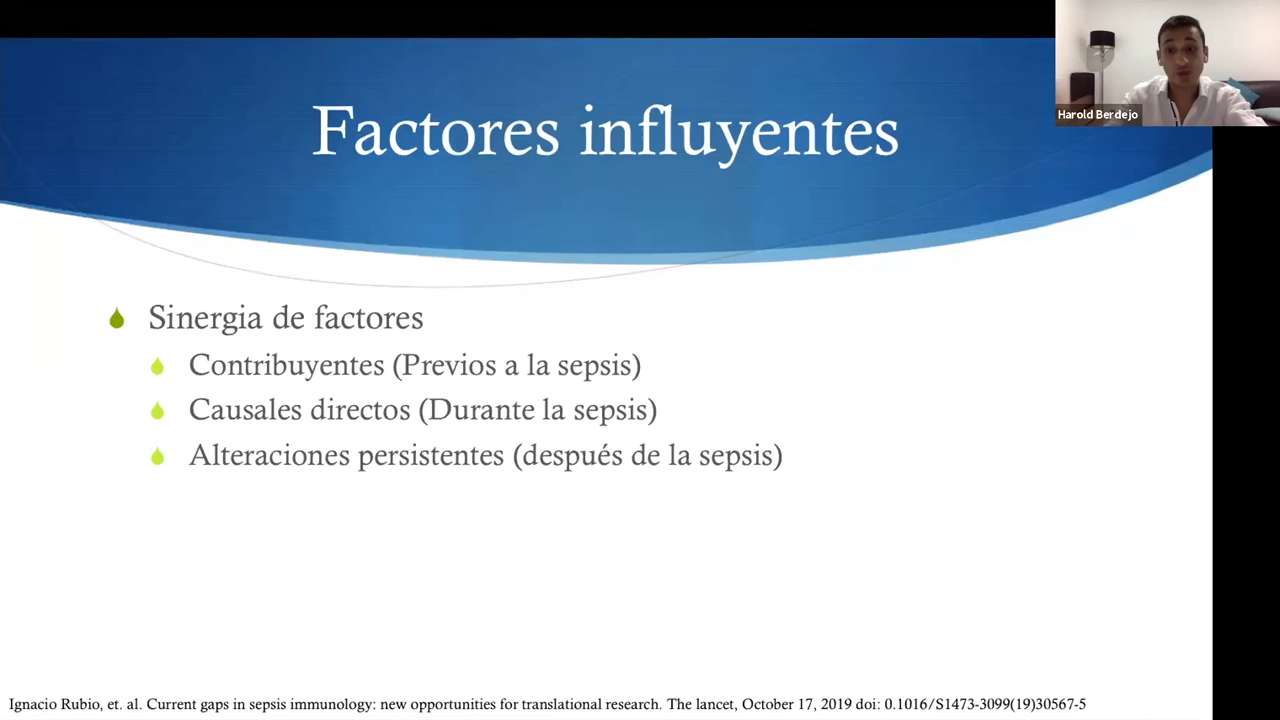 Factores influyentes
Harold Berdejo
Sinergia de factores
Contribuyentes (Previos a la sepsis)
Causales directos (Durante la sepsis)
Alteraciones persistentes (después de la sepsis)
Ignacio Rubio, et. al. Current gaps in sepsis immunology: new opportunities for translational research. The lancet, October 17, 2019 doi: 0.1016/S1473-3099(19)30567-5